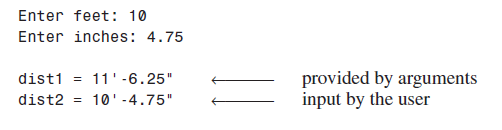 Enter feet: 10
Enter inches: 4.75
dist1 = 11'-6.25" provided by arguments
dist2 = 10'-4.75" input by the user